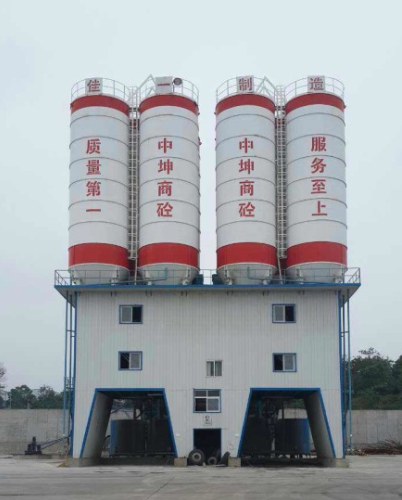 佳一制造
质量第一
中坤商砼
中坤商砼
服务至上